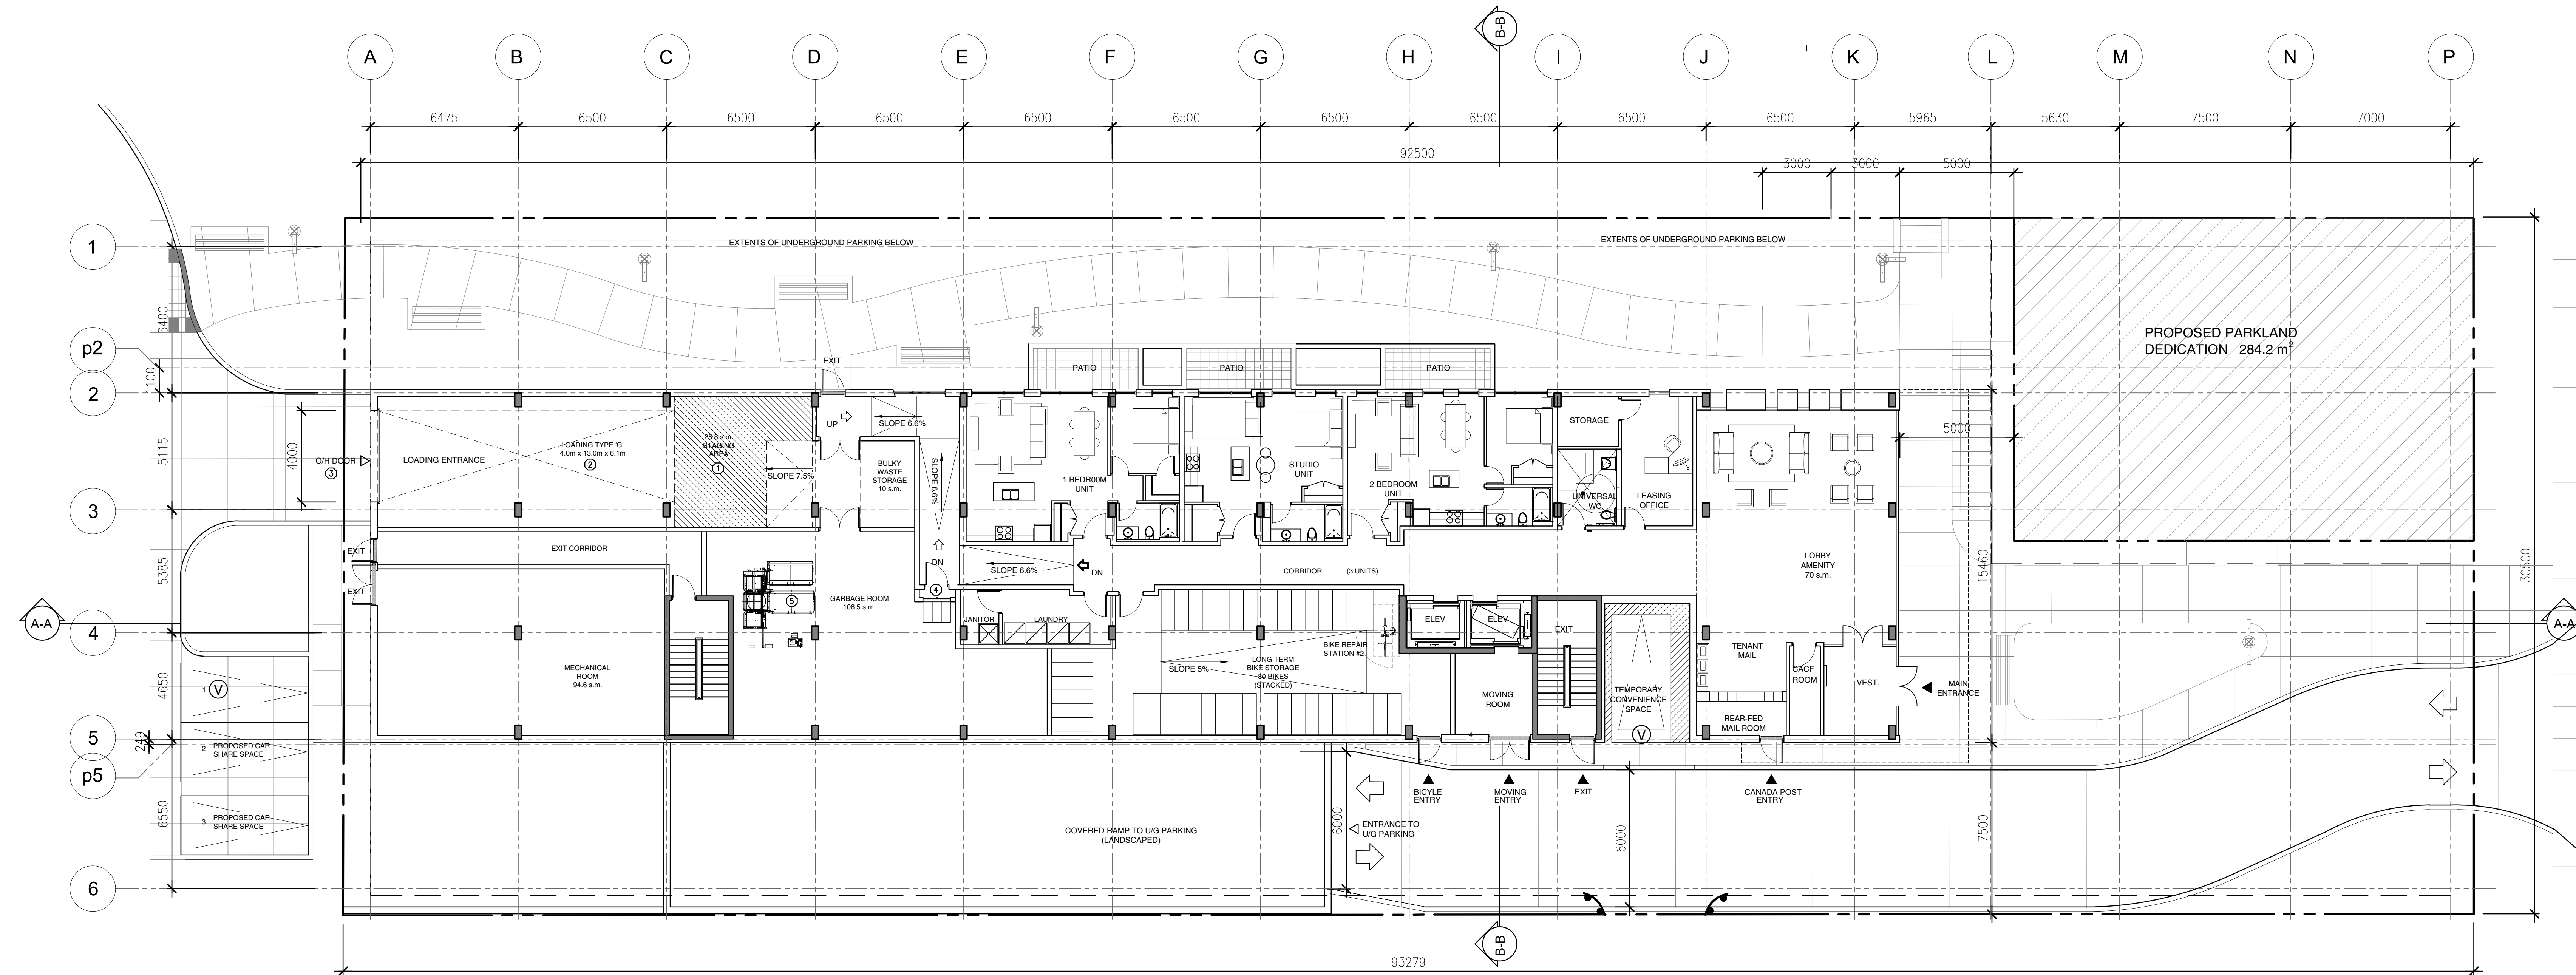 B-B
A
B
C
D
E
F
G
H
I
J
K
L
M
N
P
6475
6500
6500
6500
6500
6500
6500
6500
6500
6500
5965
5630
7500
7000
92500
3000
3000
5000
1
EXTENTS OF UNDERGROUND PARKING BELOW
EXTENTS OF UNDERGROUND PARKING BELOW
6400
PROPOSED PARKLAND
DEDICATION 284.2 m²
p2
1100
EXIT
PATIO
PATIO
PATIO
2
UP
SLOPE 6.6%
STORAGE
5000
5115
4000
O/H DOOR
3
LOADING ENTRANCE
LOADING TYPE 'G'
4.0m x 13.0m x 6.1m
2
25.8 s.m.
STAGING
AREA
1
SLOPE 7.5%
BULKY
WASTE
STORAGE
10 s.m.
SLOPE 6.6%
1 BEDROOM
UNIT
STUDIO
UNIT
2 BEDROOM
UNIT
UNIVERSAL
WC
LEASING
OFFICE
3
EXIT
EXIT CORRIDOR
5385
EXIT
DN
4
SLOPE 6.6%
DN
CORRIDOR (3 UNITS)
LOBBY
AMENITY
70 s.m.
15460
30500
5
GARBAGE ROOM
106.5 s.m.
A-A
A-A
4
JANITOR
LAUNDRY
ELEV
ELEV
EXIT
BIKE REPAIR
STATION #2
TENANT
MAIL
MECHANICAL
ROOM
94.6 s.m.
SLOPE 5%
LONG TERM
BIKE STORAGE
80 BIKES
(STACKED)
CACF
ROOM
VEST.
MAIN
ENTRANCE
4650
1
V
MOVING
ROOM
TEMPORARY
CONVENIENCE
SPACE
V
REAR-FED
MAIL ROOM
5
249
p5
2 PROPOSED CAR
SHARE SPACE
4
BICYCLE
ENTRY
MOVING
ENTRY
EXIT
CANADA POST
ENTRY
6550
3 PROPOSED CAR
SHARE SPACE
COVERED RAMP TO U/G PARKING
(LANDSCAPED)
6000
ENTRANCE TO
U/G PARKING
6000
7500
6
B-B
93279